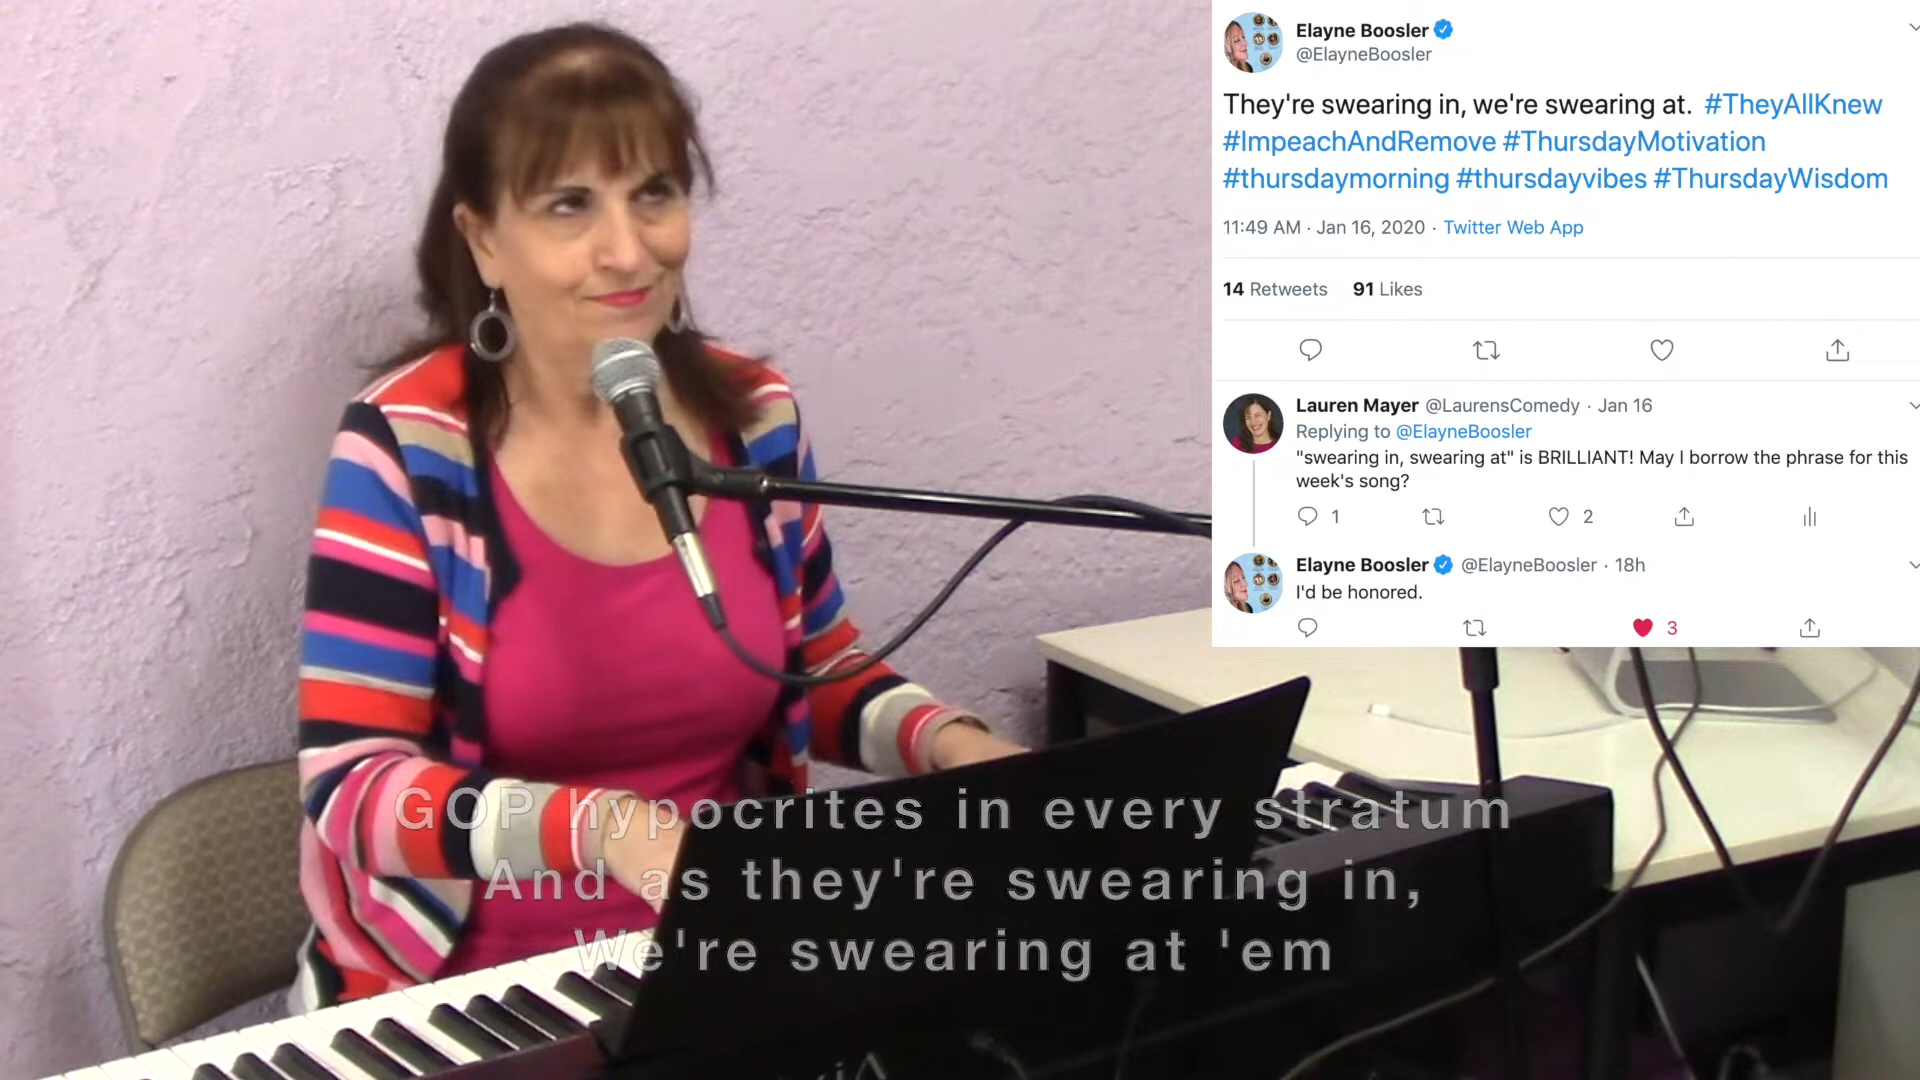 Elayne Boosler
@ElayneBoosler
They're swearing in, we're swearing at. #TheyAllKnew
#ImpeachAndRemove #ThursdayMotivation
#thursdaymorning #thursdayvibes #ThursdayWisdom
11:49 AM · Jan 16, 2020 · Twitter Web App
14 Retweets 91 Likes
Lauren Mayer @LaurensComedy · Jan 16
Replying to @ElayneBoosler
"swearing in, swearing at" is BRILLIANT! May I borrow the phrase for this
week's song?
1 2
Elayne Boosler @ElayneBoosler · 18h
I'd be honored.
3
GOP hypocrites in every stratum
And as they're swearing in,
We're swearing at 'em